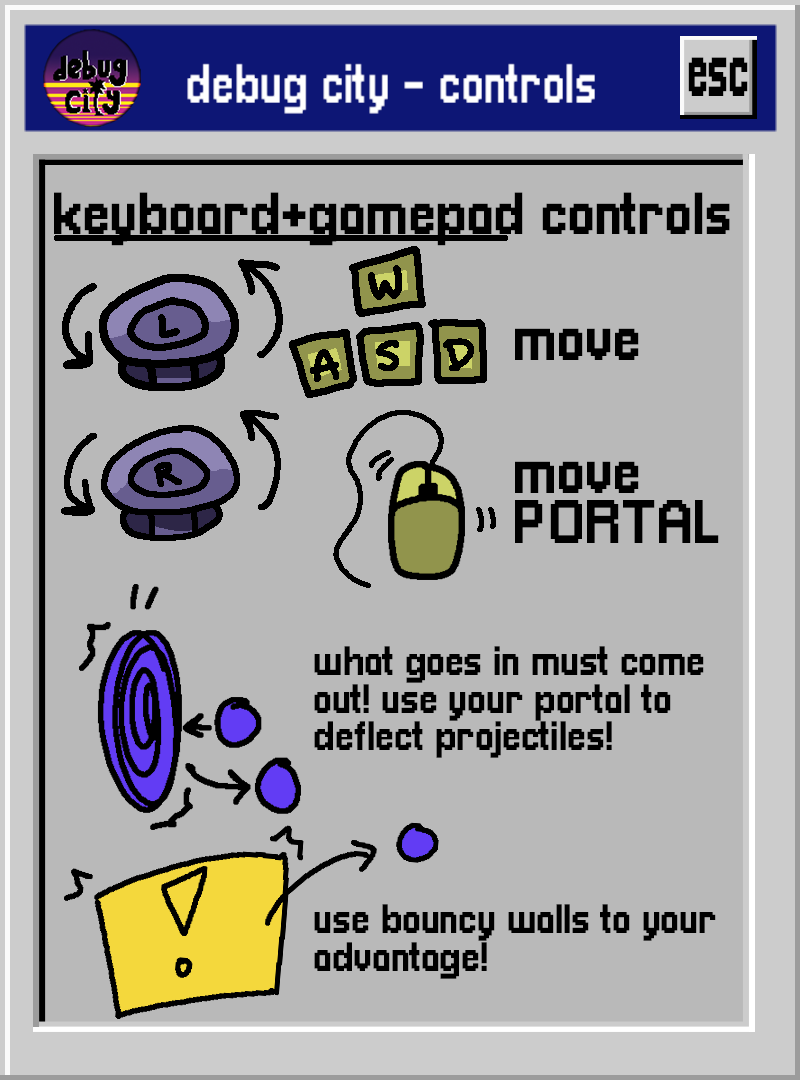 debug
city
debug city - controls
esc
keyboard+gamepad controls
L
W
A S D
move
R
move
PORTAL
what goes in must come
out! use your portal to
deflect projectiles!
!
use bouncy walls to your
advantage!